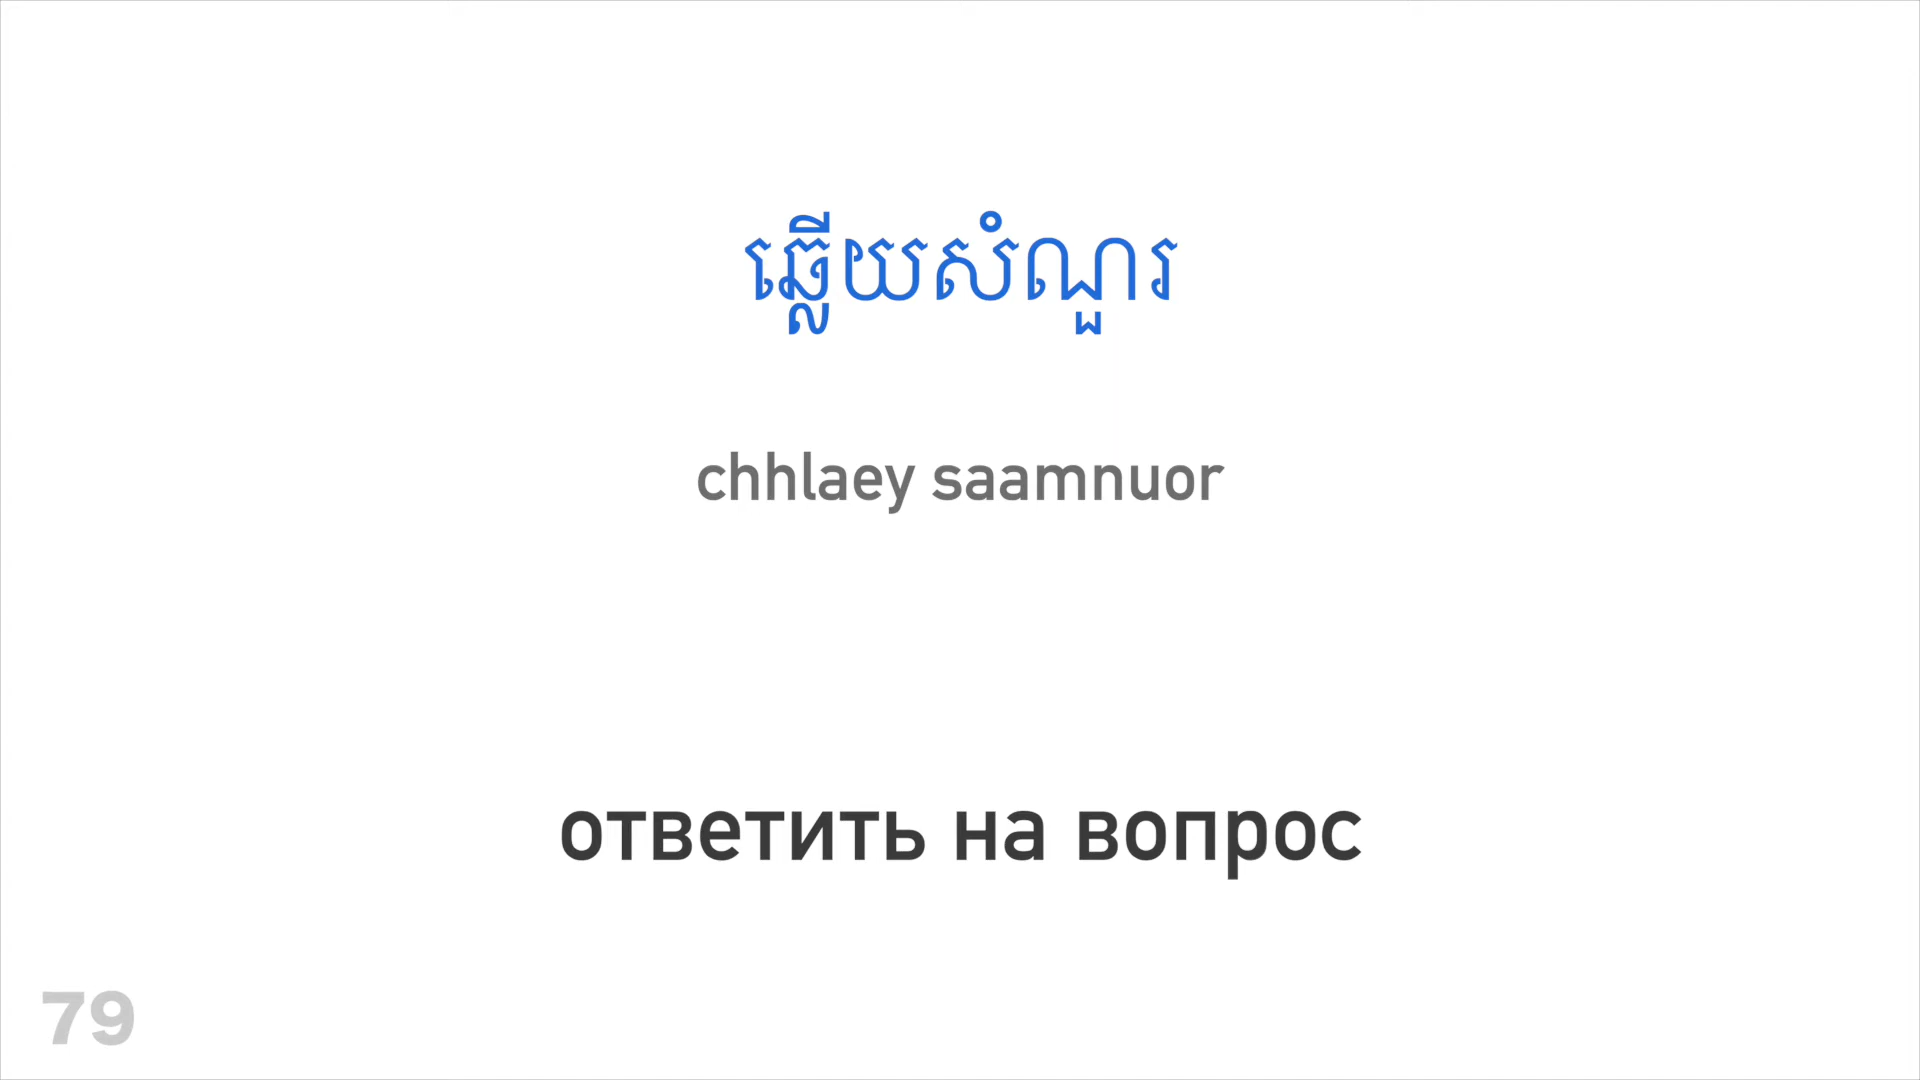 ឆ្លើយសំណួរ
chhlaey saamnuor
ответить на вопрос
79